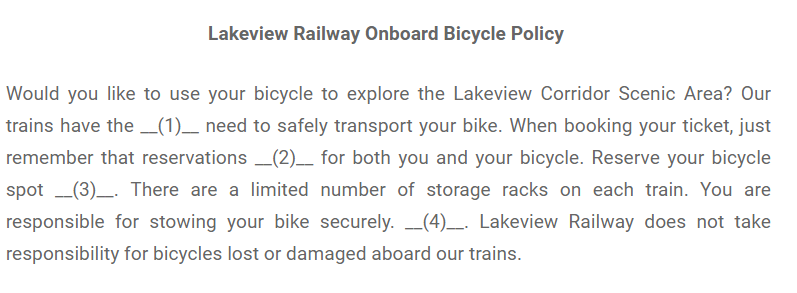 Lakeview Railway Onboard Bicycle Policy
Would you like to use your bicycle to explore the Lakeview Corridor Scenic Area? Our
trains have the __(1)__ need to safely transport your bike. When booking your ticket, just
remember that reservations __(2)__ for both you and your bicycle. Reserve your bicycle
spot __(3)__. There are a limited number of storage racks on each train. You are
responsible for stowing your bike securely. __(4)__. Lakeview Railway does not take
responsibility for bicycles lost or damaged aboard our trains.